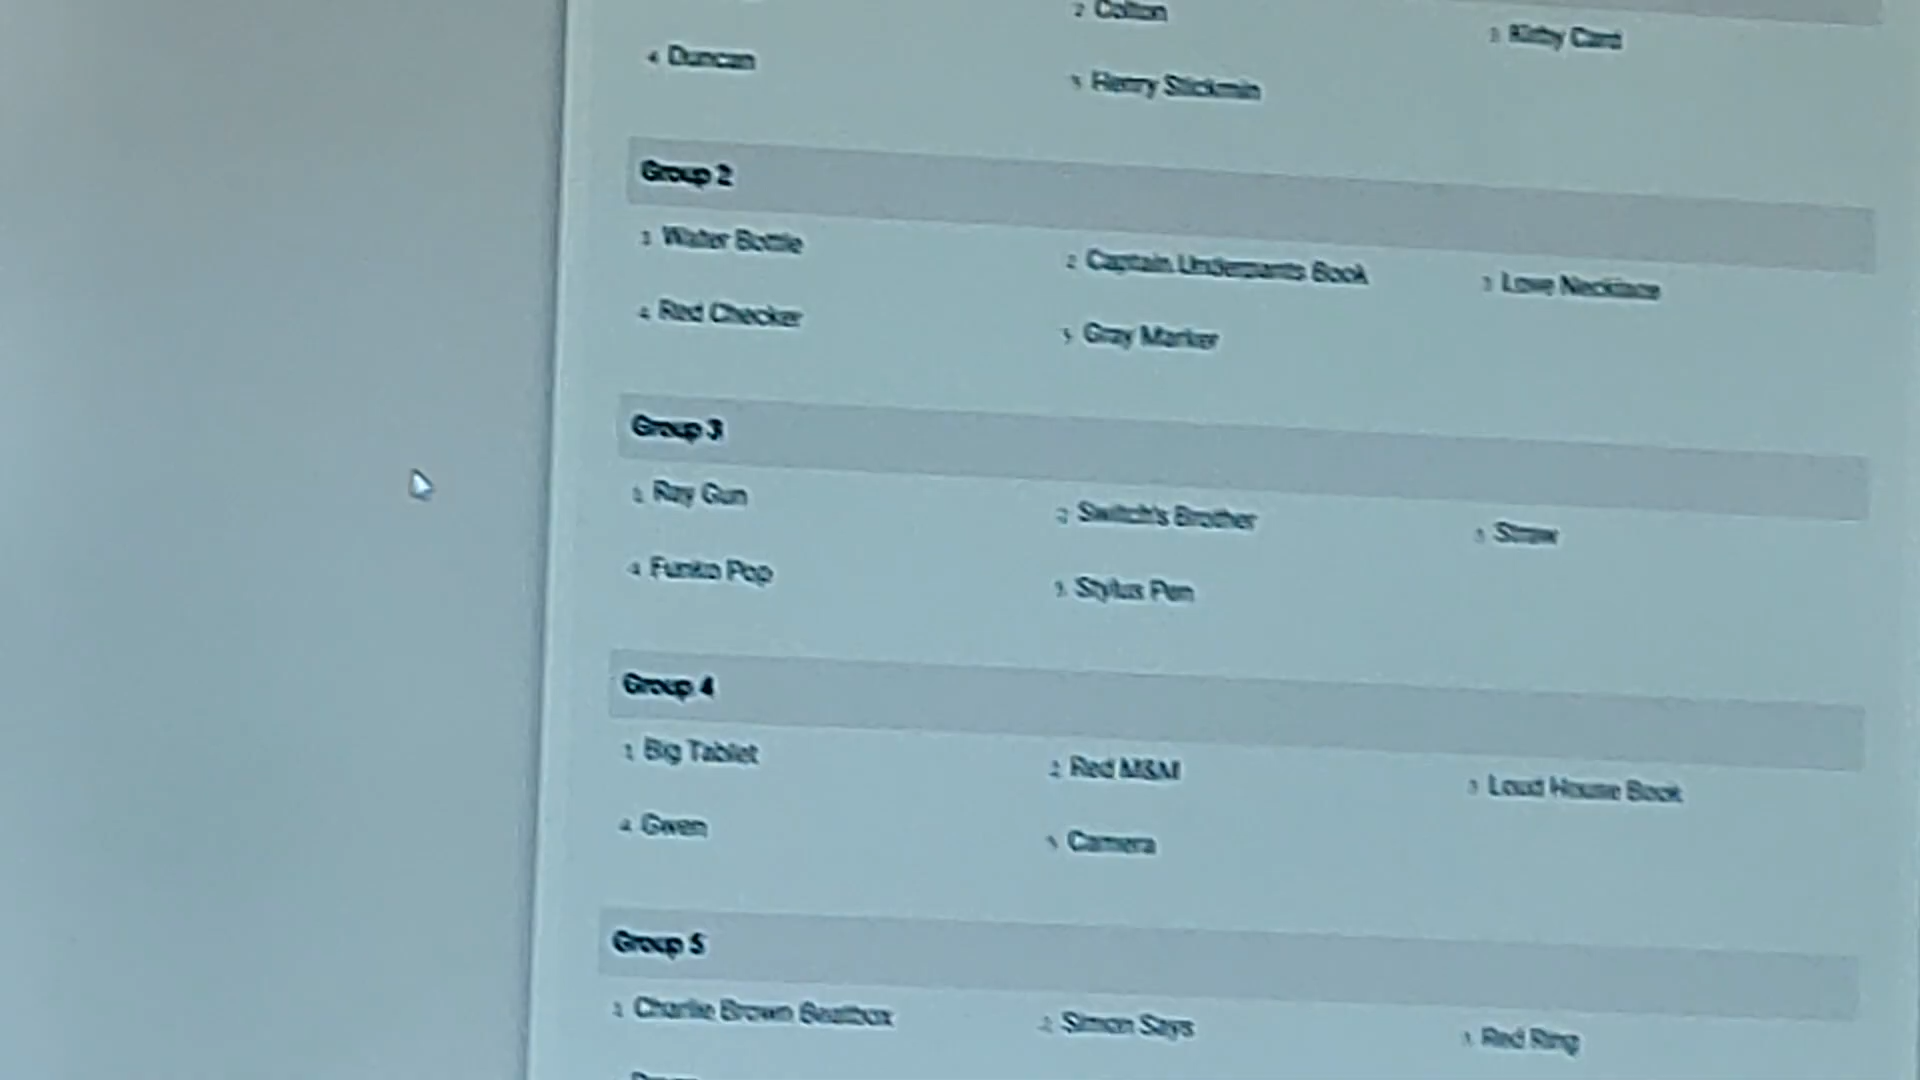 2 Colton
3 Kirby Card
4 Duncan
5 Henry Stickmin
Group 2
1 Water Bottle
2 Captain Underpants Book
3 Love Necklace
4 Red Checker
5 Gray Marker
Group 3
1 Ray Gun
2 Switch's Brother
3 Straw
4 Funko Pop
5 Stylus Pen
Group 4
1 Big Tablet
2 Red M&M
3 Loud House Book
4 Gwen
5 Camera
Group 5
1 Charlie Brown Beatbox
2 Simon Says
3 Red Ring